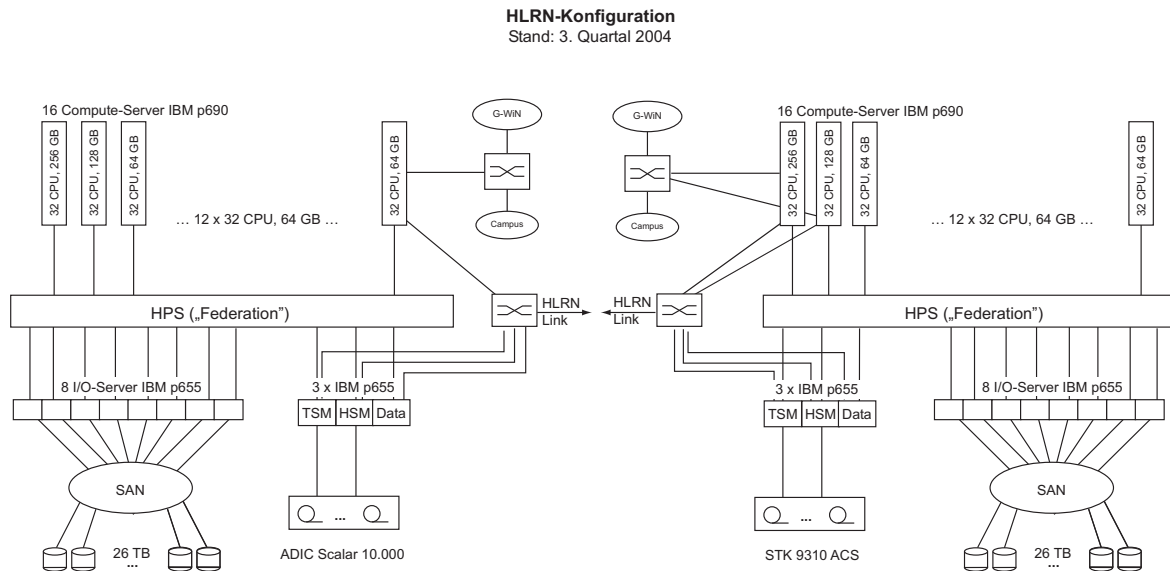 HLRN-Konfiguration
Stand: 3. Quartal 2004
16 Compute-Server IBM p690
32 CPU, 256 GB
32 CPU, 128 GB
32 CPU, 64 GB
… 12 x 32 CPU, 64 GB …
32 CPU, 64 GB
G-WiN
Campus
HPS („Federation”)
HLRN
Link
8 I/O-Server IBM p655
3 x IBM p655
TSM HSM Data
SAN
26 TB
...
...
ADIC Scalar 10.000
G-WiN
Campus
16 Compute-Server IBM p690
32 CPU, 256 GB
32 CPU, 128 GB
32 CPU, 64 GB
… 12 x 32 CPU, 64 GB …
32 CPU, 64 GB
HLRN
Link
HPS („Federation”)
3 x IBM p655
TSM HSM Data
8 I/O-Server IBM p655
...
STK 9310 ACS
SAN
26 TB
...